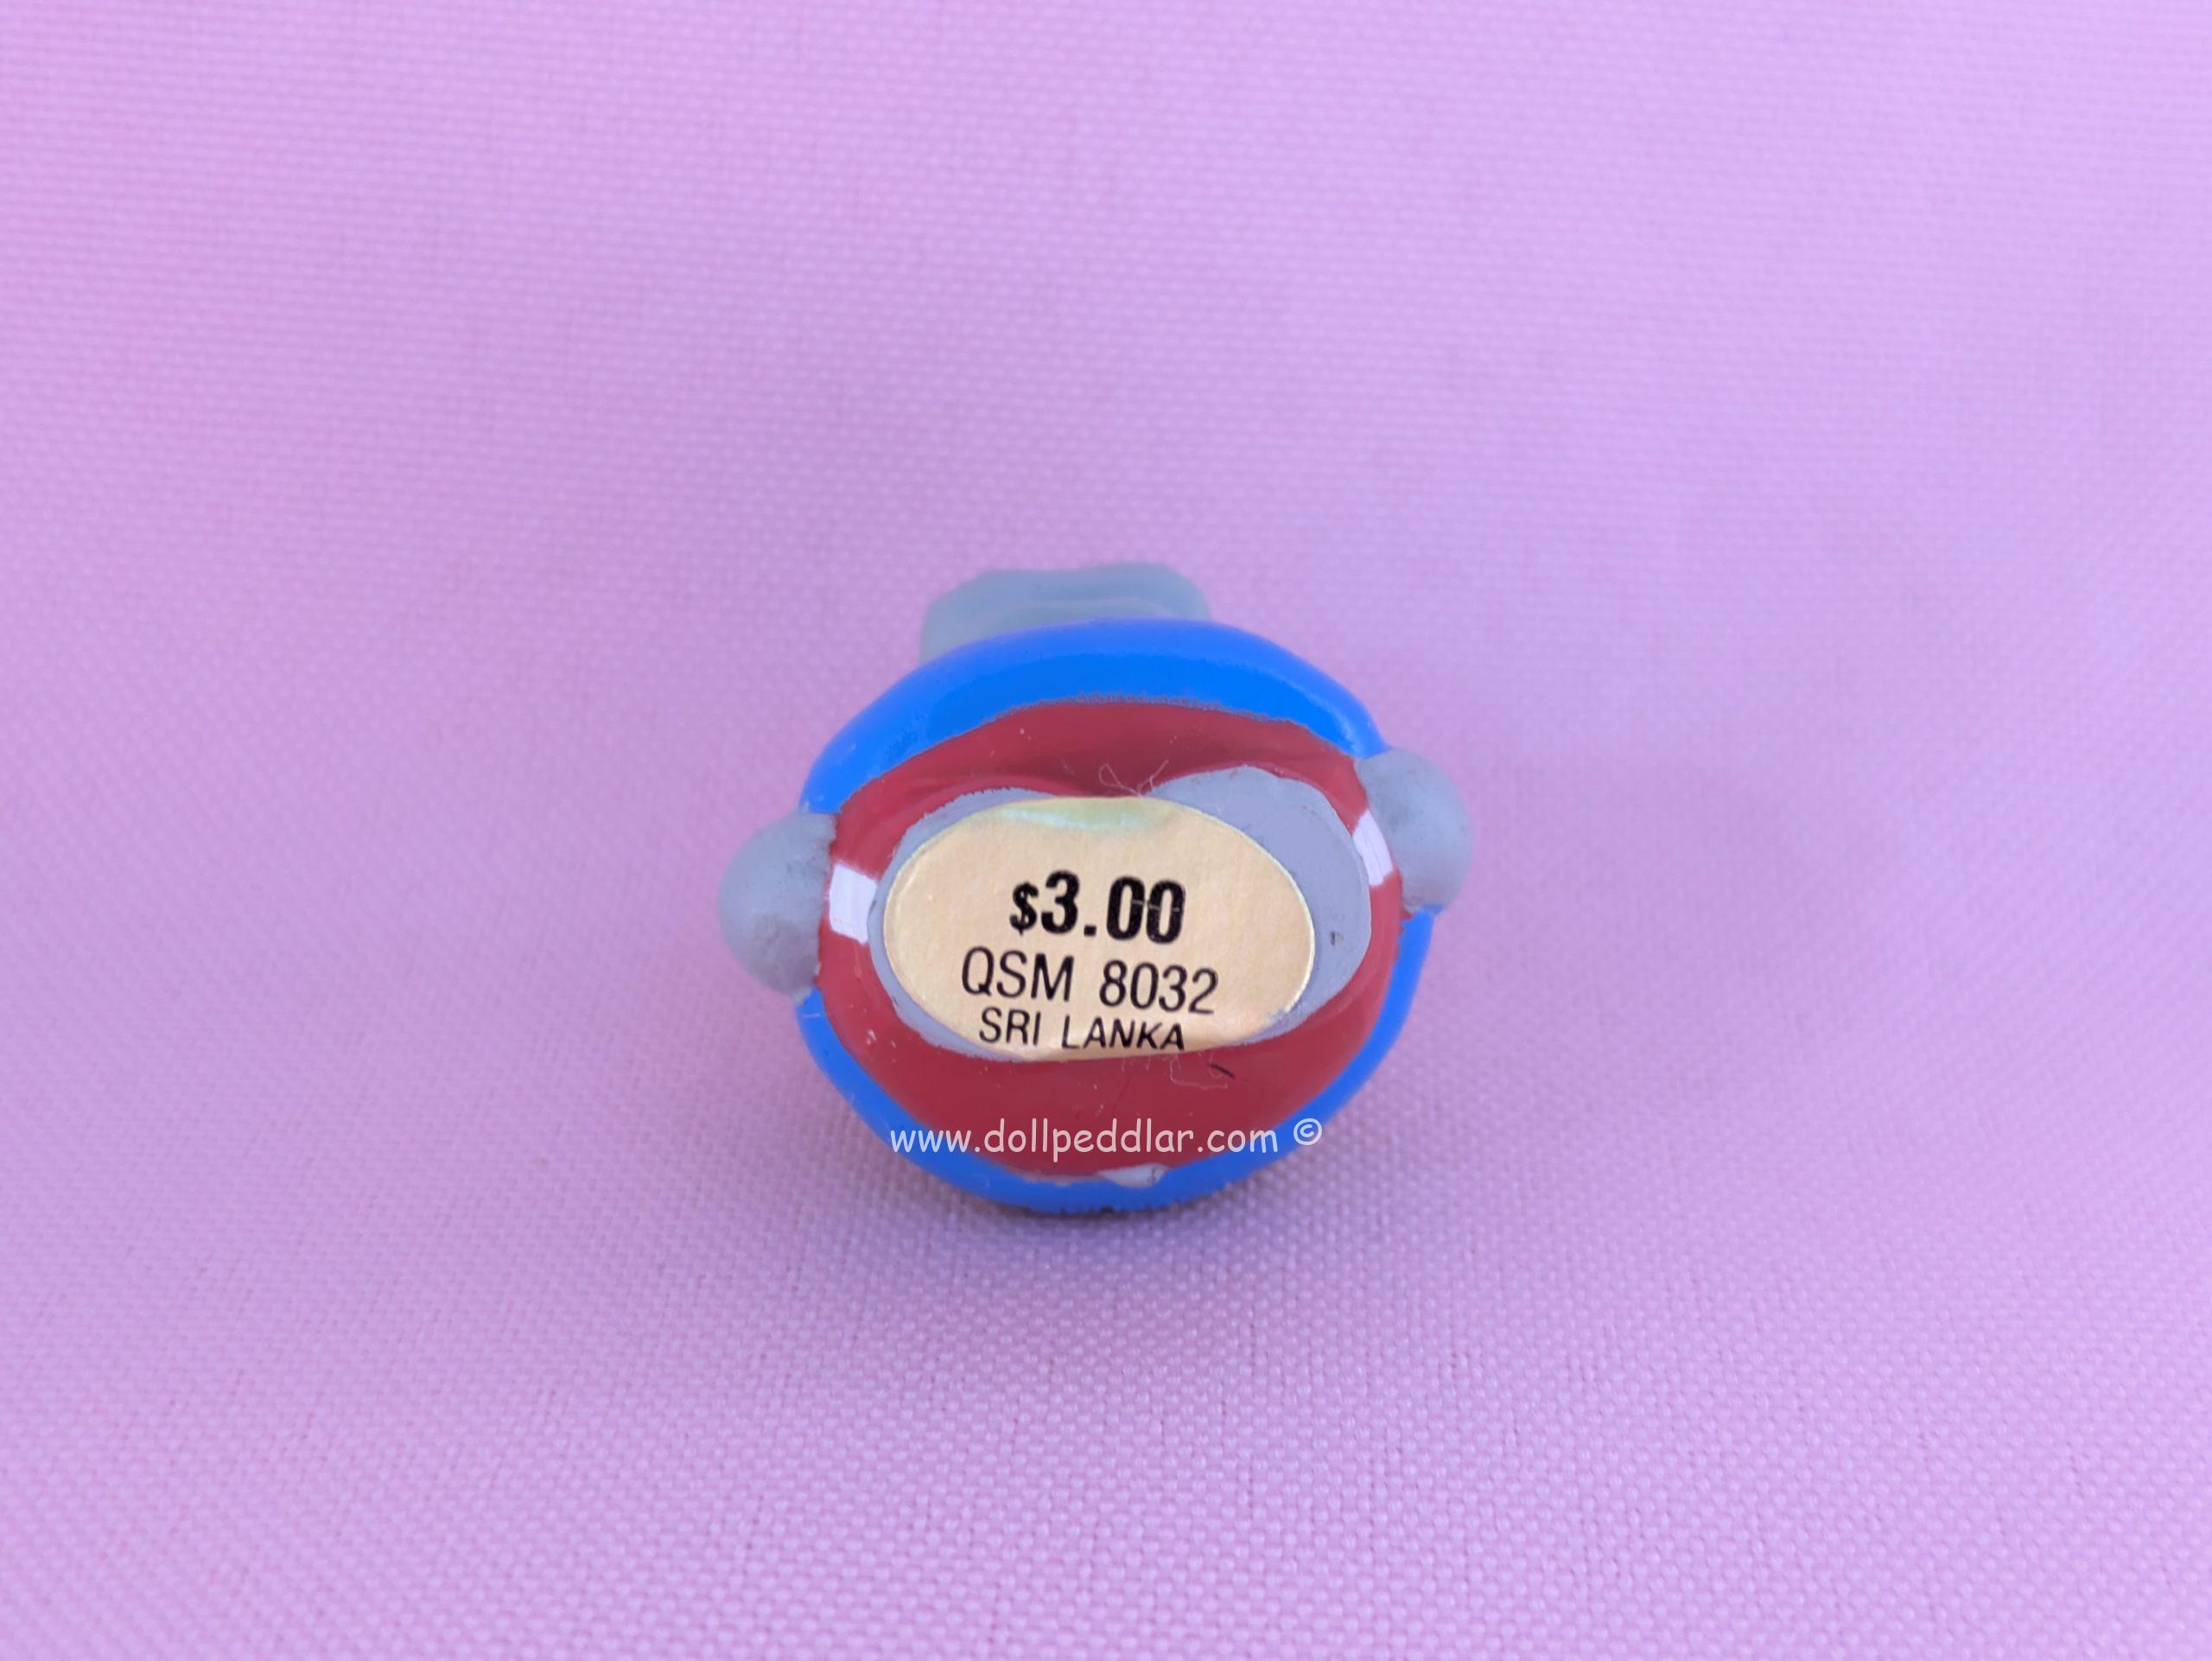 $3.00
QSM 8032
SRI LANKA
www.dollpeddlar.com ©